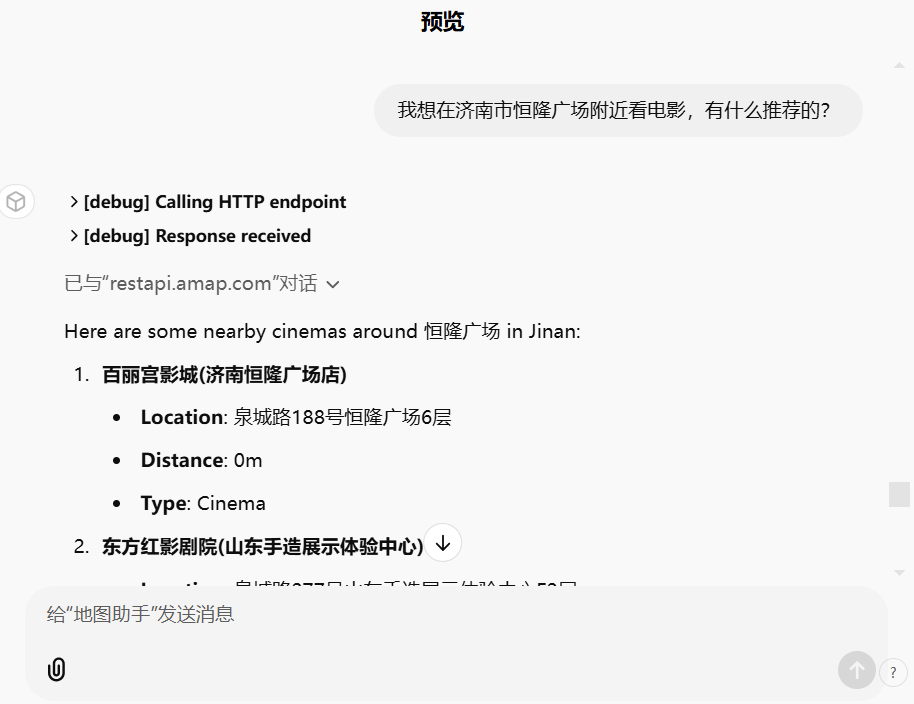 预览
我想在济南市恒隆广场附近看电影，有什么推荐的？
[debug] Calling HTTP endpoint
[debug] Response received
已与“restapi.amap.com”对话
Here are some nearby cinemas around 恒隆广场 in Jinan:
1. 百丽宫影城(济南恒隆广场店)
• Location: 泉城路188号恒隆广场6层
• Distance: 0m
• Type: Cinema
2. 东方红影剧院(山东手造展示体验中心)
给“地图助手”发送消息
?